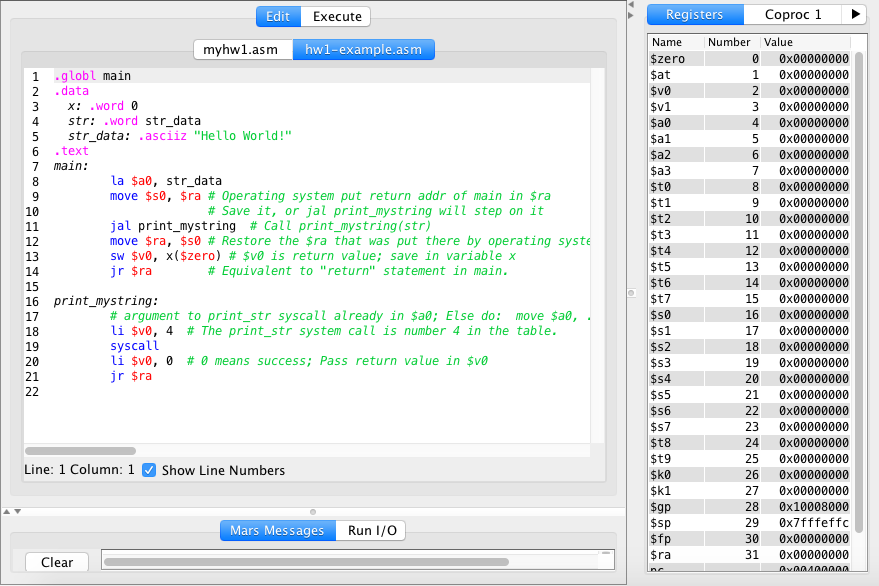 Edit Execute
myhw1.asm hw1-example.asm
1 .globl main
2 .data
3 x: .word 0
4 str: .word str_data
5 str_data: .asciiz "Hello World!"
6 .text
7 main:
8 la $a0, str_data
9 move $s0, $ra # Operating system put return addr of main in $ra
10 # Save it, or jal print_mystring will step on it
11 jal print_mystring # Call print_mystring(str)
12 move $ra, $s0 # Restore the $ra that was put there by operating syste
13 sw $v0, x($zero) # $v0 is return value; save in variable x
14 jr $ra # Equivalent to "return" statement in main.
15
16 print_mystring:
17 # argument to print_str syscall already in $a0; Else do: move $a0, .
18 li $v0, 4 # The print_str system call is number 4 in the table.
19 syscall
20 li $v0, 0 # 0 means success; Pass return value in $v0
21 jr $ra
22
Line: 1 Column: 1 Show Line Numbers
Mars Messages Run I/O
Clear
Registers Coproc 1
Name Number Value
$zero 0 0x00000000
$at 1 0x00000000
$v0 2 0x00000000
$v1 3 0x00000000
$a0 4 0x00000000
$a1 5 0x00000000
$a2 6 0x00000000
$a3 7 0x00000000
$t0 8 0x00000000
$t1 9 0x00000000
$t2 10 0x00000000
$t3 11 0x00000000
$t4 12 0x00000000
$t5 13 0x00000000
$t6 14 0x00000000
$t7 15 0x00000000
$s0 16 0x00000000
$s1 17 0x00000000
$s2 18 0x00000000
$s3 19 0x00000000
$s4 20 0x00000000
$s5 21 0x00000000
$s6 22 0x00000000
$s7 23 0x00000000
$t8 24 0x00000000
$t9 25 0x00000000
$k0 26 0x00000000
$k1 27 0x00000000
$gp 28 0x10008000
$sp 29 0x7fffeffc
$fp 30 0x00000000
$ra 31 0x00000000
pc 0x00400000